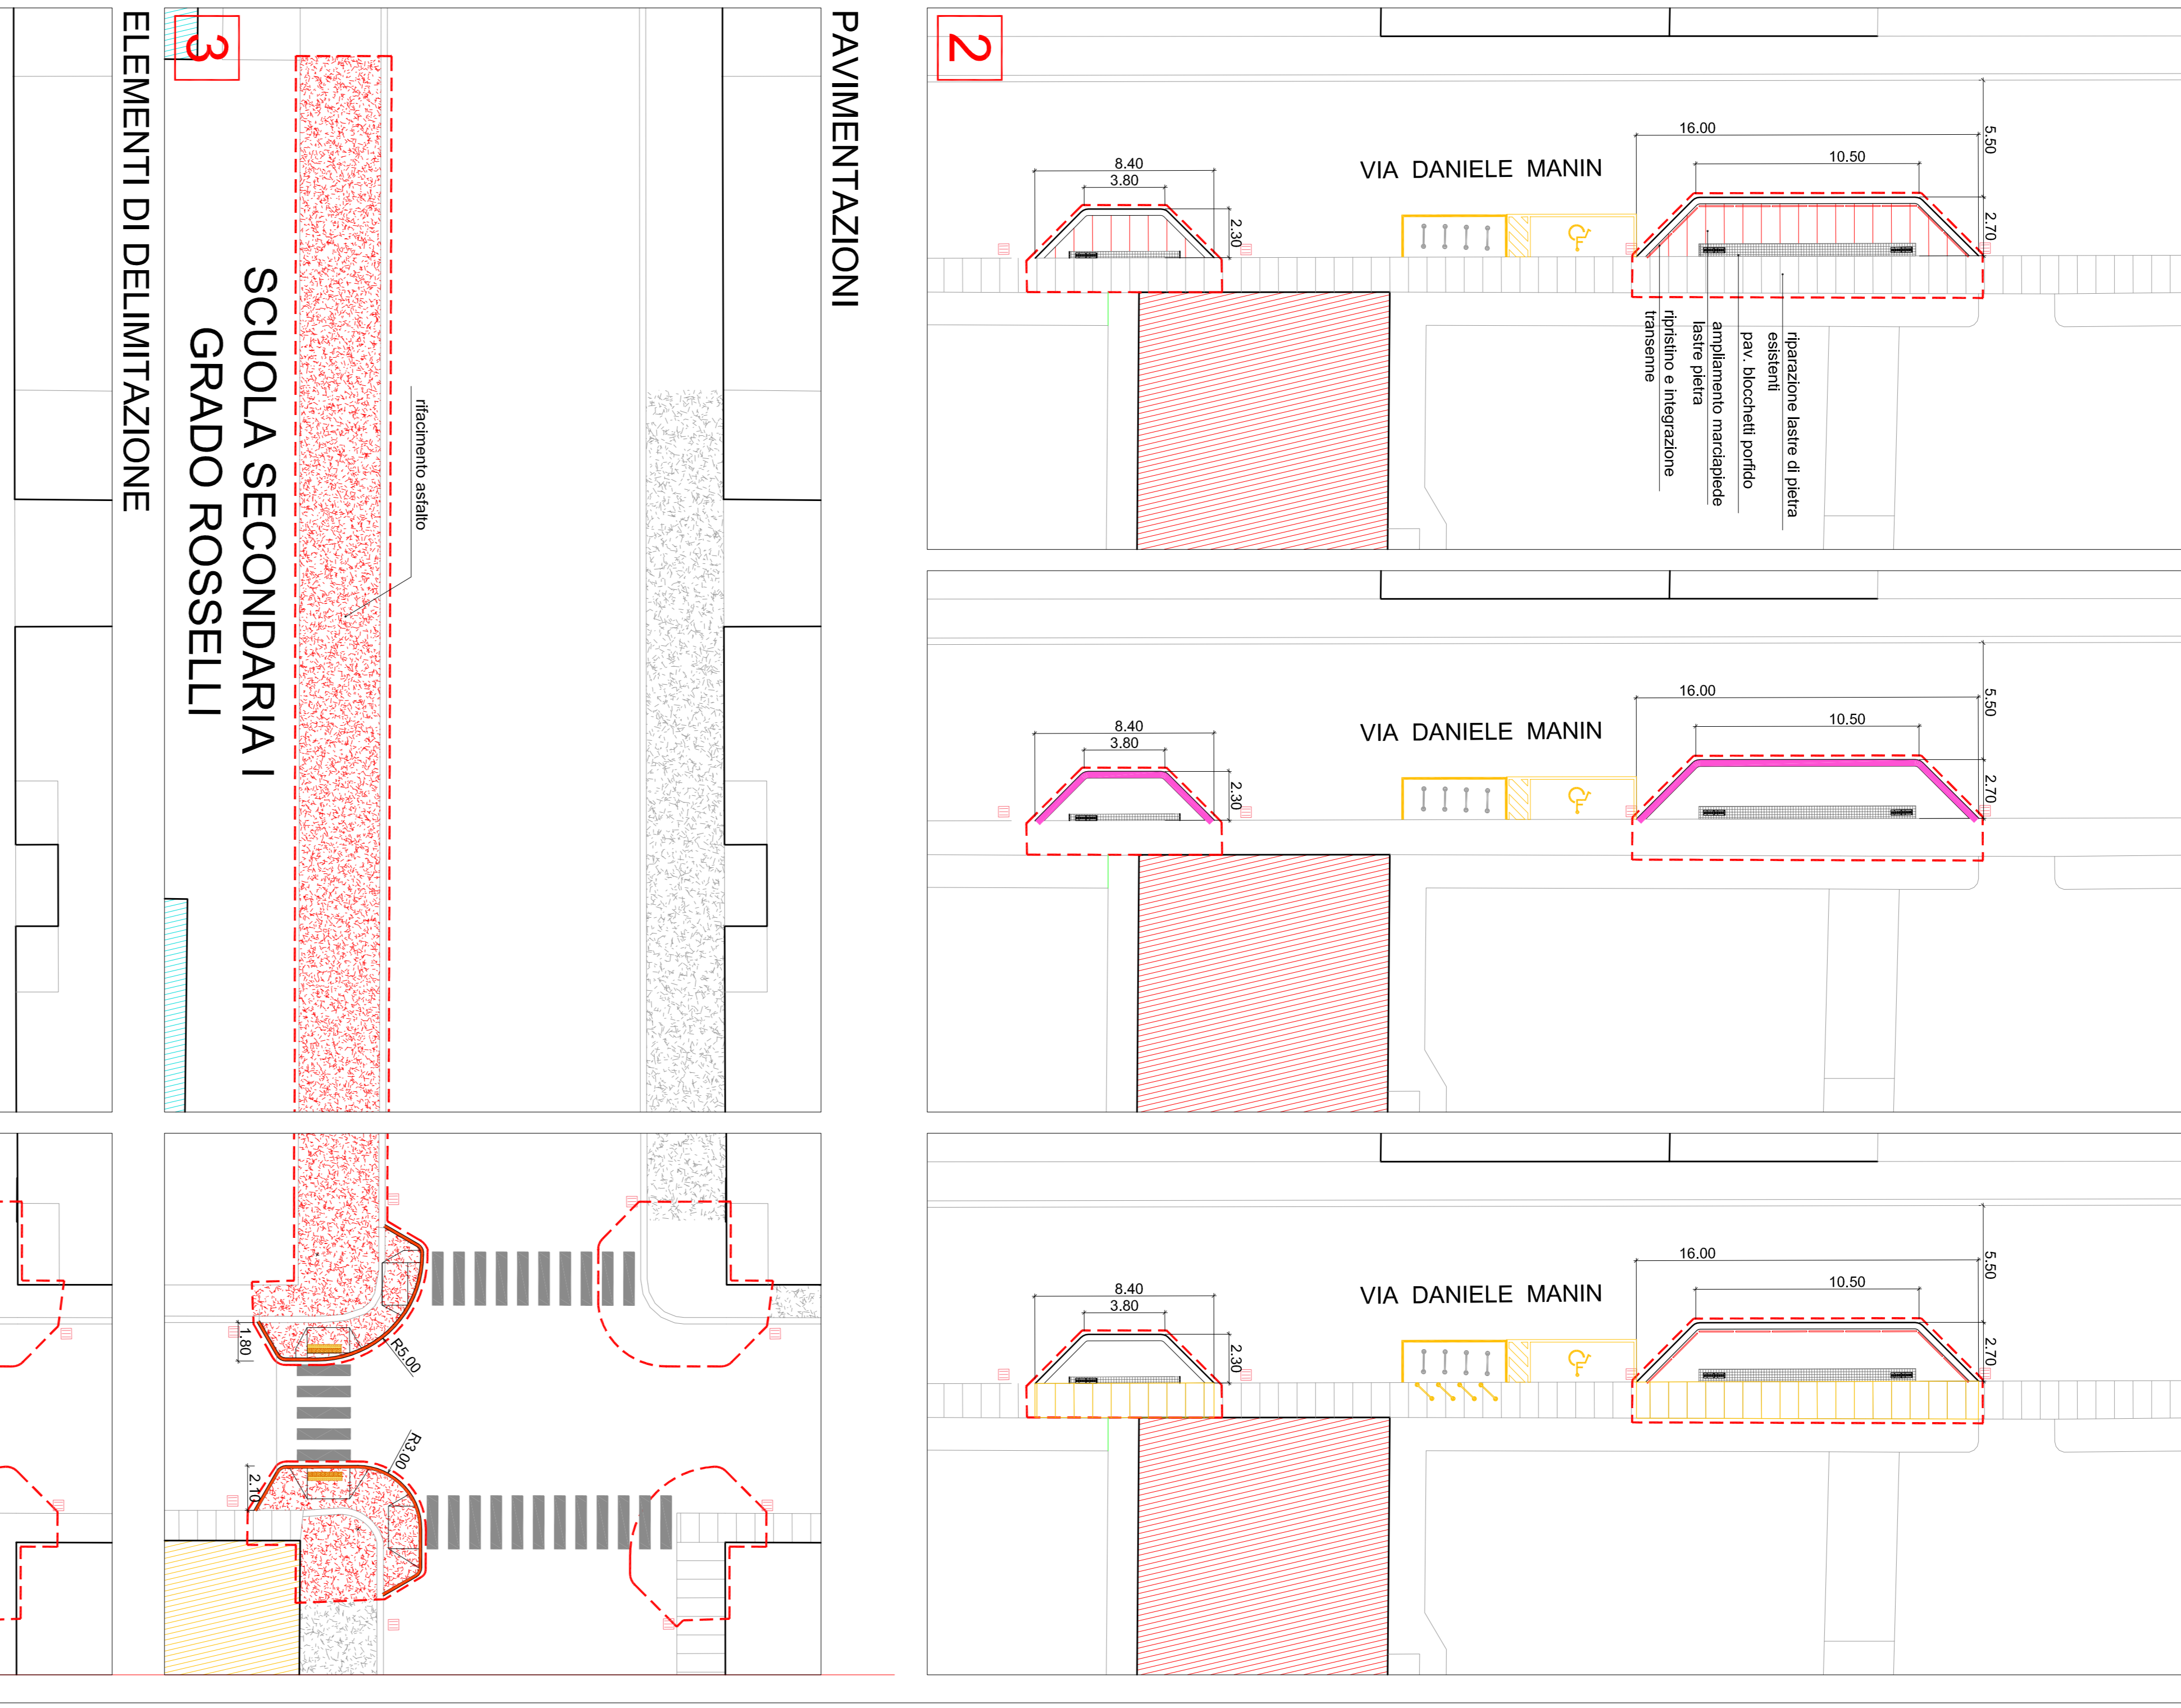 2
16.00
10.50
5.50
2.70
8.40
3.80
2.30
VIA DANIELE MANIN
riparazione lastre di pietra
esistenti
pav. blocchetti porfido
ampliamento marciapiede
lastre pietra
ripristino e integrazione
transenne
16.00
10.50
5.50
2.70
8.40
3.80
2.30
VIA DANIELE MANIN
16.00
10.50
5.50
2.70
8.40
3.80
2.30
VIA DANIELE MANIN
PAVIMENTAZIONI
3
rifacimento asfalto
SCUOLA SECONDARIA I
GRADO ROSSELLI
R5.00
1.80
R3.00
2.10
ELEMENTI DI DELIMITAZIONE